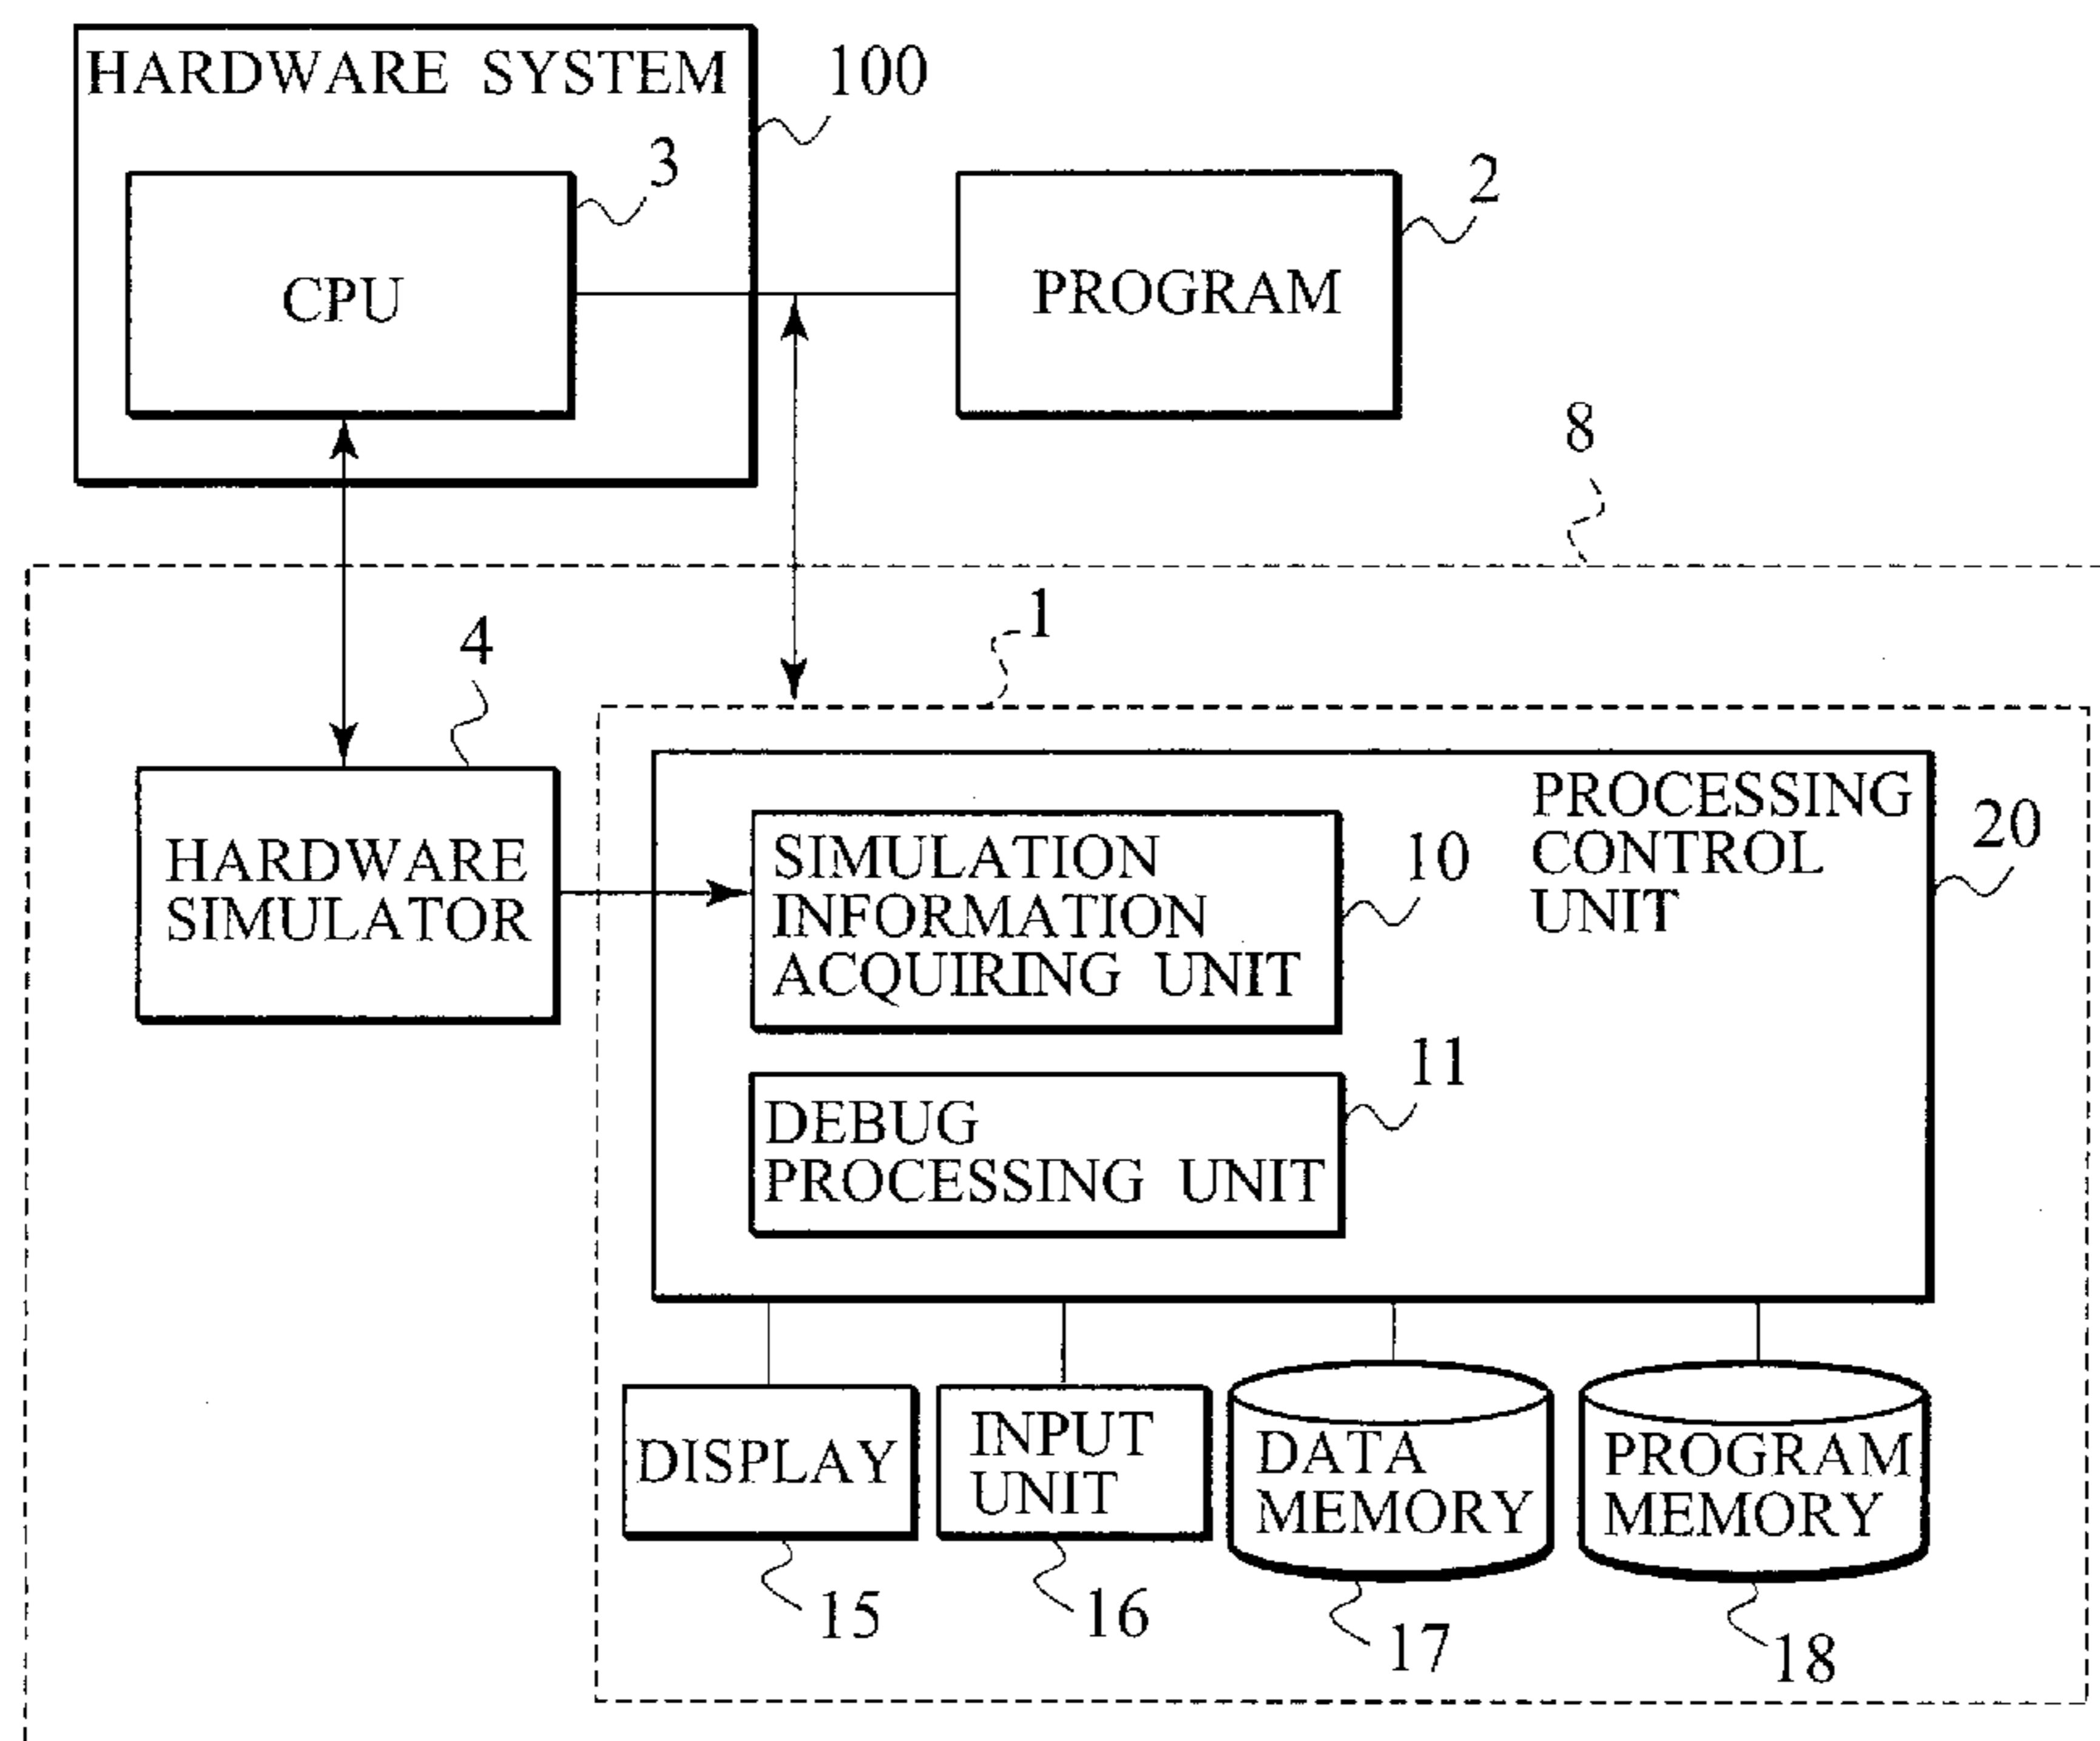 HARDWARE SYSTEM
100
3
2
CPU
PROGRAM
8
1
4
PROCESSING
CONTROL
UNIT
20
HARDWARE
SIMULATOR
SIMULATION
INFORMATION
ACQUIRING UNIT
10
DEBUG
PROCESSING UNIT
11
DISPLAY
INPUT
UNIT
DATA
MEMORY
PROGRAM
MEMORY
15
16
17
18